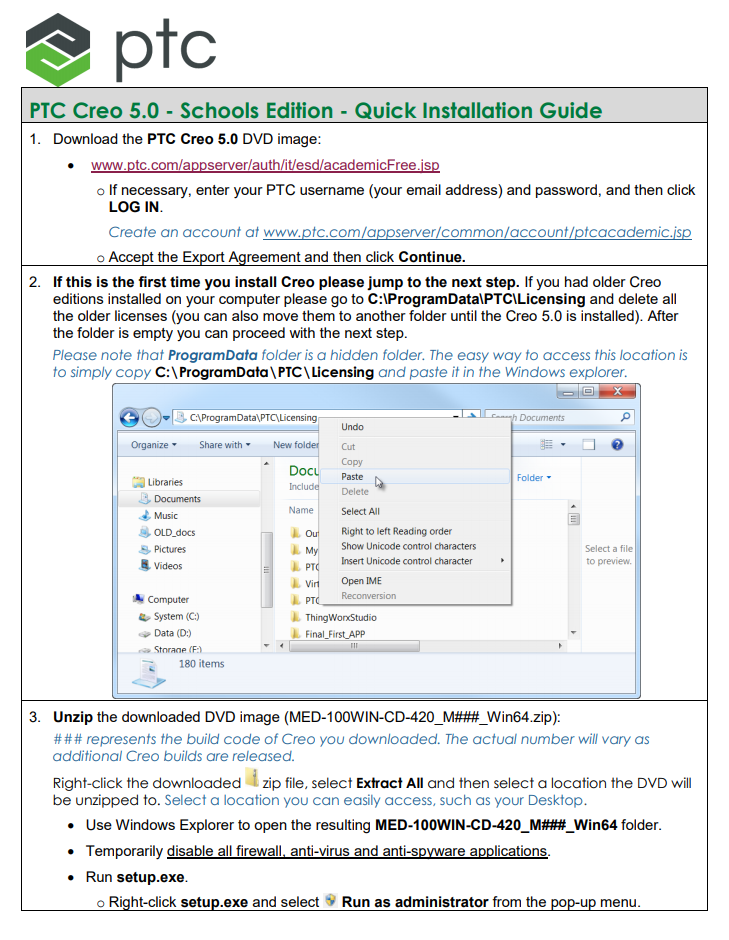 ptc
PTC Creo 5.0 - Schools Edition - Quick Installation Guide
1. Download the PTC Creo 5.0 DVD image:
• www.ptc.com/appserver/auth/it/esd/academicFree.jsp
o If necessary, enter your PTC username (your email address) and password, and then click
LOG IN.
Create an account at www.ptc.com/appserver/common/account/ptcacademic.jsp
o Accept the Export Agreement and then click Continue.
2. If this is the first time you install Creo please jump to the next step. If you had older Creo
editions installed on your computer please go to C:\ProgramData\PTC\Licensing and delete all
the older licenses (you can also move them to another folder until the Creo 5.0 is installed). After
the folder is empty you can proceed with the next step.
Please note that ProgramData folder is a hidden folder. The easy way to access this location is
to simply copy C:\ProgramData\PTC\Licensing and paste it in the Windows explorer.
C:\ProgramData\PTC\Licensing
Search Documents
Organize
Share with
New folder
Libraries
Documents
Music
OLD_docs
Pictures
Videos
Computer
System (C:)
Data (D:)
Storage (E:)
Docu
Include
Folder
Name
Out
My
PTC
Virt
PTC
ThingWorxStudio
Final_First_APP
Undo
Cut
Copy
Paste
Delete
Select All
Right to left Reading order
Show Unicode control characters
Insert Unicode control character
Open IME
Reconversion
Select a file
to preview.
180 items
3. Unzip the downloaded DVD image (MED-100WIN-CD-420_M###_Win64.zip):
### represents the build code of Creo you downloaded. The actual number will vary as
additional Creo builds are released.
Right-click the downloaded zip file, select Extract All and then select a location the DVD will
be unzipped to. Select a location you can easily access, such as your Desktop.
• Use Windows Explorer to open the resulting MED-100WIN-CD-420_M###_Win64 folder.
• Temporarily disable all firewall, anti-virus and anti-spyware applications.
• Run setup.exe.
o Right-click setup.exe and select Run as administrator from the pop-up menu.